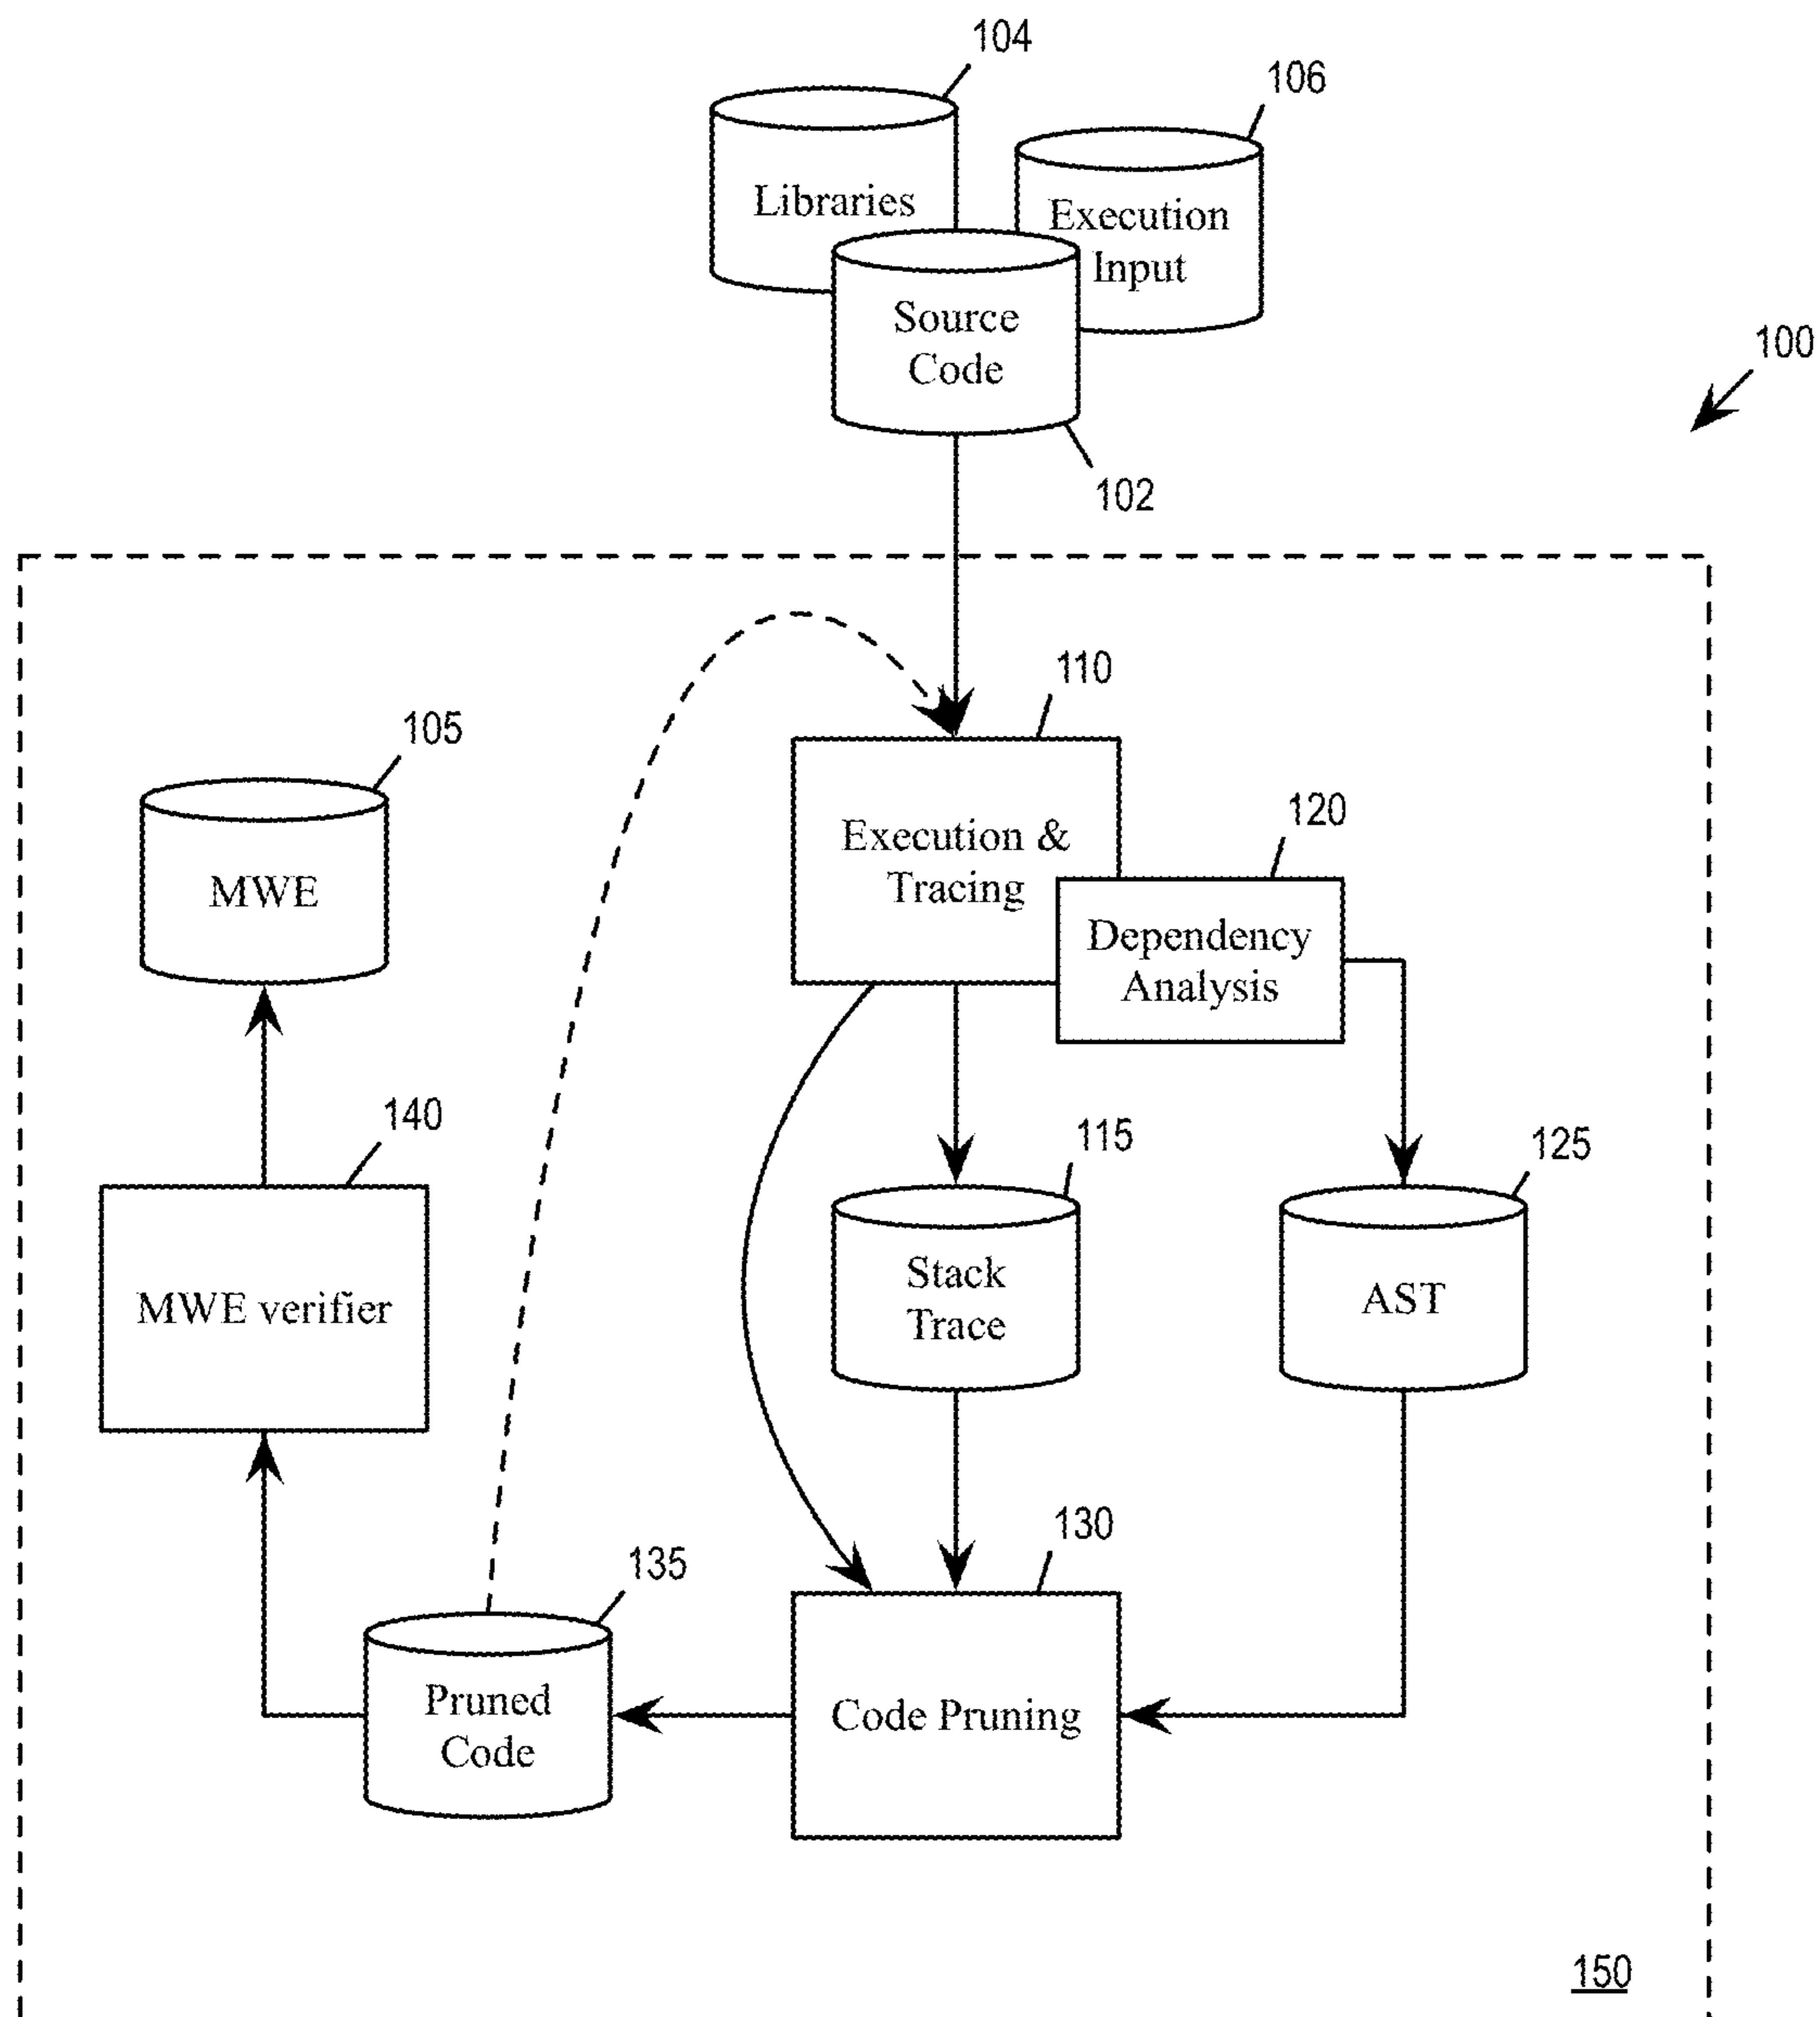 104
106
Libraries
Execution
Input
Source
Code
100
102
110
105
120
Execution &
Tracing
MWE
Dependency
Analysis
140
115
125
Stack
Trace
AST
MWE verifier
130
135
Pruned
Code
Code Pruning
150